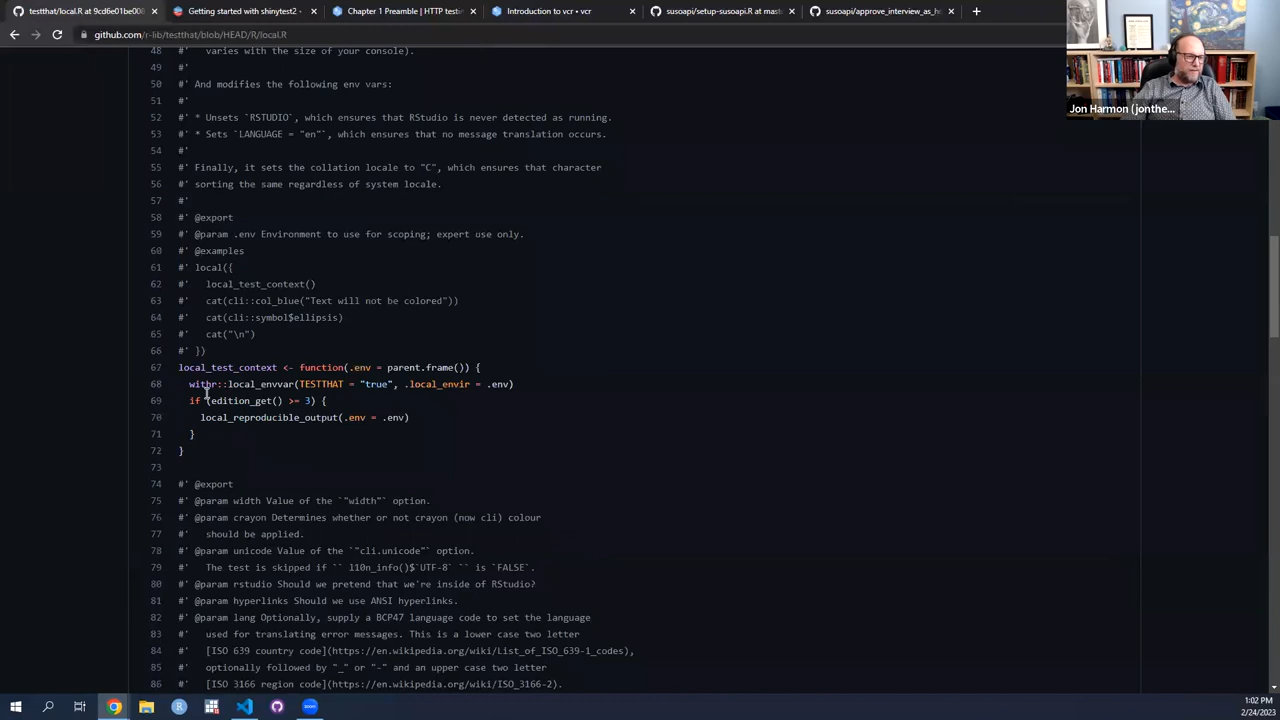 testthat/local.R at 9cd6e01be008
Getting started with shinytest2 -
Chapter 1 Preamble | HTTP test
Introduction to vcr • vcr
susoapi/setup-susoapi.R at mast
susoapi/approve_interview_as_h
github.com/r-lib/testthat/blob/HEAD/R/local.R
Jon Harmon (jonthe...
48 #' varies with the size of your console).
49 #'
50 #' And modifies the following env vars:
51 #'
52 #' * Unsets `RSTUDIO`, which ensures that RStudio is never detected as running.
53 #' * Sets `LANGUAGE = "en"`, which ensures that no message translation occurs.
54 #'
55 #' Finally, it sets the collation locale to "C", which ensures that character
56 #' sorting the same regardless of system locale.
57 #'
58 #' @export
59 #' @param .env Environment to use for scoping; expert use only.
60 #' @examples
61 #' local({
62 #'   local_test_context()
63 #'   cat(cli::col_blue("Text will not be colored"))
64 #'   cat(cli::symbol$ellipsis)
65 #'   cat("\n")
66 #' })
67 local_test_context <- function(.env = parent.frame()) {
68   withr::local_envvar(TESTTHAT = "true", .local_envir = .env)
69   if (edition_get() >= 3) {
70     local_reproducible_output(.env = .env)
71   }
72 }
73
74 #' @export
75 #' @param width Value of the `"width"` option.
76 #' @param crayon Determines whether or not crayon (now cli) colour
77 #'   should be applied.
78 #' @param unicode Value of the `"cli.unicode"` option.
79 #'   The test is skipped if `` l10n_info()$`UTF-8` `` is `FALSE`.
80 #' @param rstudio Should we pretend that we're inside of RStudio?
81 #' @param hyperlinks Should we use ANSI hyperlinks.
82 #' @param lang Optionally, supply a BCP47 language code to set the language
83 #'   used for translating error messages. This is a lower case two letter
84 #'   [ISO 639 country code](https://en.wikipedia.org/wiki/List_of_ISO_639-1_codes),
85 #'   optionally followed by "_" or "-" and an upper case two letter
86 #'   [ISO 3166 region code](https://en.wikipedia.org/wiki/ISO_3166-2).
1:02 PM
2/24/2023